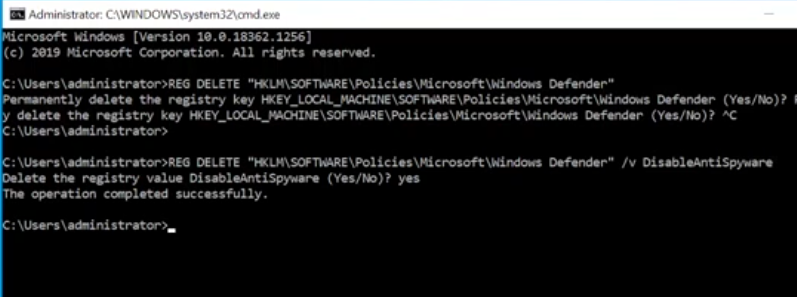 Administrator: C:\WINDOWS\system32\cmd.exe
Microsoft Windows [Version 10.0.18362.1256]
(c) 2019 Microsoft Corporation. All rights reserved.
C:\Users\administrator>REG DELETE "HKLM\SOFTWARE\Policies\Microsoft\Windows Defender"
Permanently delete the registry key HKEY_LOCAL_MACHINE\SOFTWARE\Policies\Microsoft\Windows Defender (Yes/No)?
y delete the registry key HKEY_LOCAL_MACHINE\SOFTWARE\Policies\Microsoft\Windows Defender (Yes/No)? ^C
C:\Users\administrator>
C:\Users\administrator>REG DELETE "HKLM\SOFTWARE\Policies\Microsoft\Windows Defender" /v DisableAntiSpyware
Delete the registry value DisableAntiSpyware (Yes/No)? yes
The operation completed successfully.
C:\Users\administrator>